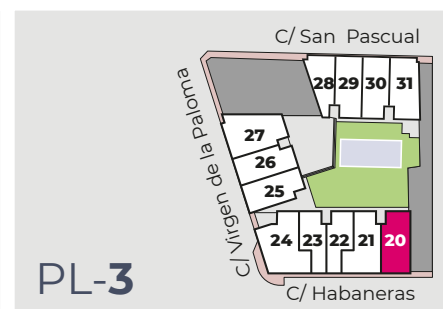 C/ San Pascual
28 29 30 31
C/ Virgen de la Paloma
27
26
25
24 23 22 21 20
PL-3
C/ Habaneras